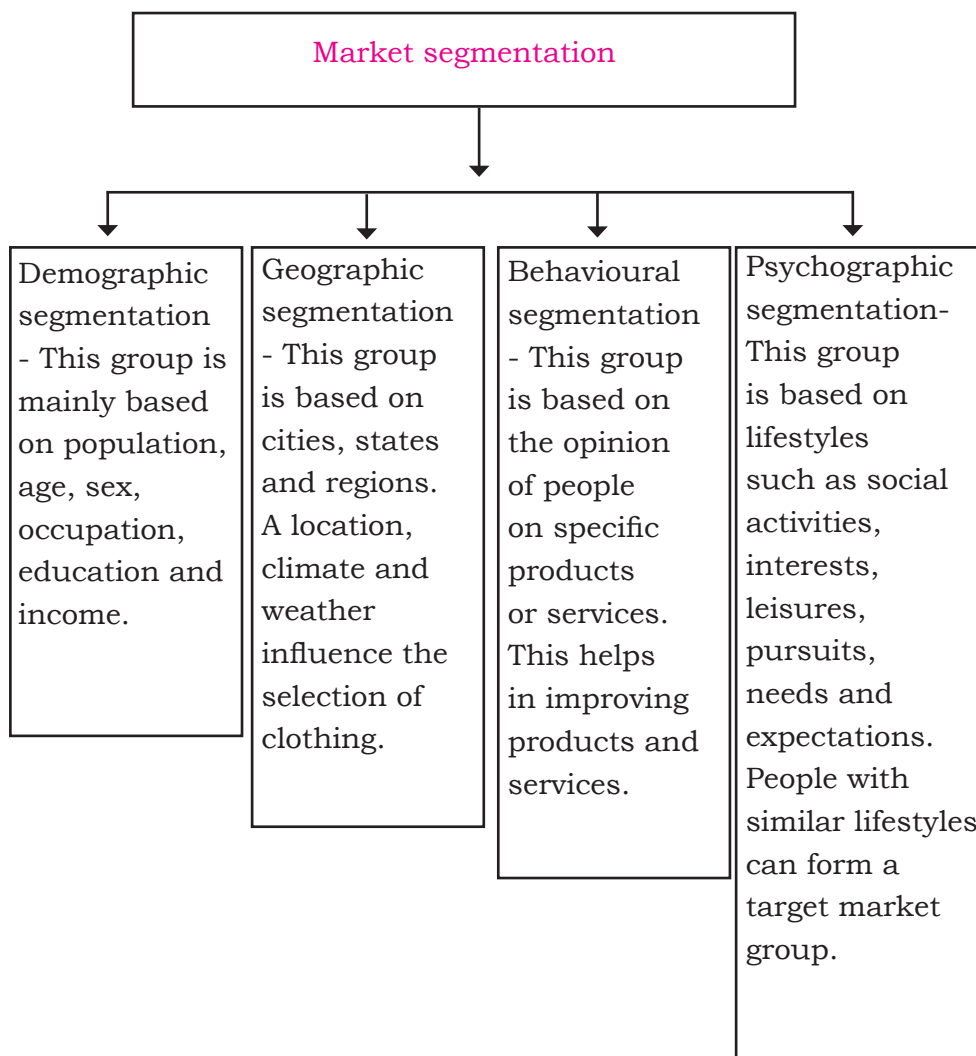 Market segmentation
Demographic
segmentation
- This group is
mainly based
on population,
age, sex,
occupation,
education and
income.
Geographic
segmentation
- This group
is based on
cities, states
and regions.
A location,
climate and
weather
influence the
selection of
clothing.
Behavioural
segmentation
- This group
is based on
the opinion
of people
on specific
products
or services.
This helps
in improving
products and
services.
Psychographic
segmentation-
This group
is based on
lifestyles
such as social
activities,
interests,
leisures,
pursuits,
needs and
expectations.
People with
similar lifestyles
can form a
target market
group.